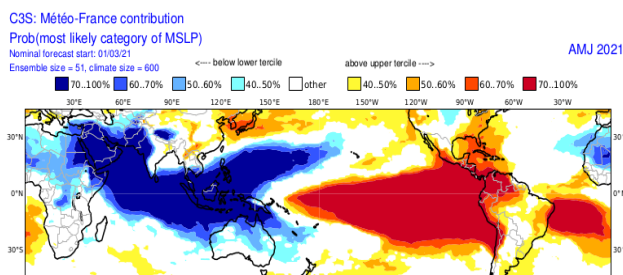 C3S: Météo-France contribution
Prob(most likely category of MSLP)
Nominal forecast start: 01/03/21
Ensemble size = 51, climate size = 600
<---- below lower tercile
above upper tercile ---->
AMJ 2021
70..100% 60..70% 50..60% 40..50% other 40..50% 50..60% 60..70% 70..100%
30°E 60°E 90°E 120°E 150°E 180°E 150°W 120°W 90°W 60°W 30°W
30°N 30°N
0°N 0°N
30°S 30°S